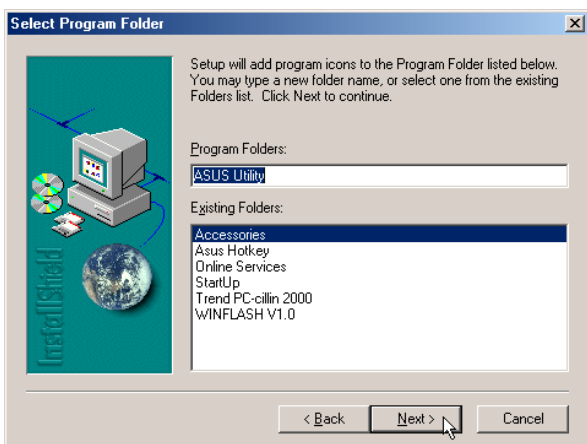 Select Program Folder
Setup will add program icons to the Program Folder listed below.
You may type a new folder name, or select one from the existing
Folders list. Click Next to continue.
Program Folders:
ASUS Utility
Existing Folders:
Accessories
Asus Hotkey
Online Services
StartUp
Trend PC-cillin 2000
WINFLASH V1.0
InstallShield
< Back
Next >
Cancel